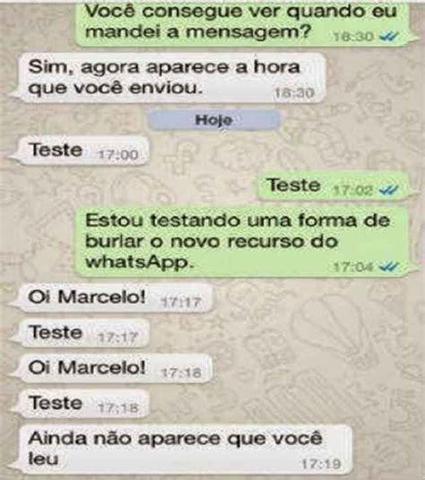 Você consegue ver quando eu
mandei a mensagem? 18:30
Sim, agora aparece a hora
que você enviou. 18:30
Hoje
Teste 17:00
Teste 17:02
Estou testando uma forma de
burlar o novo recurso do
whatsApp. 17:04
Oi Marcelo! 17:17
Teste 17:17
Oi Marcelo! 17:18
Teste 17:18
Ainda não aparece que você
leu 17:19